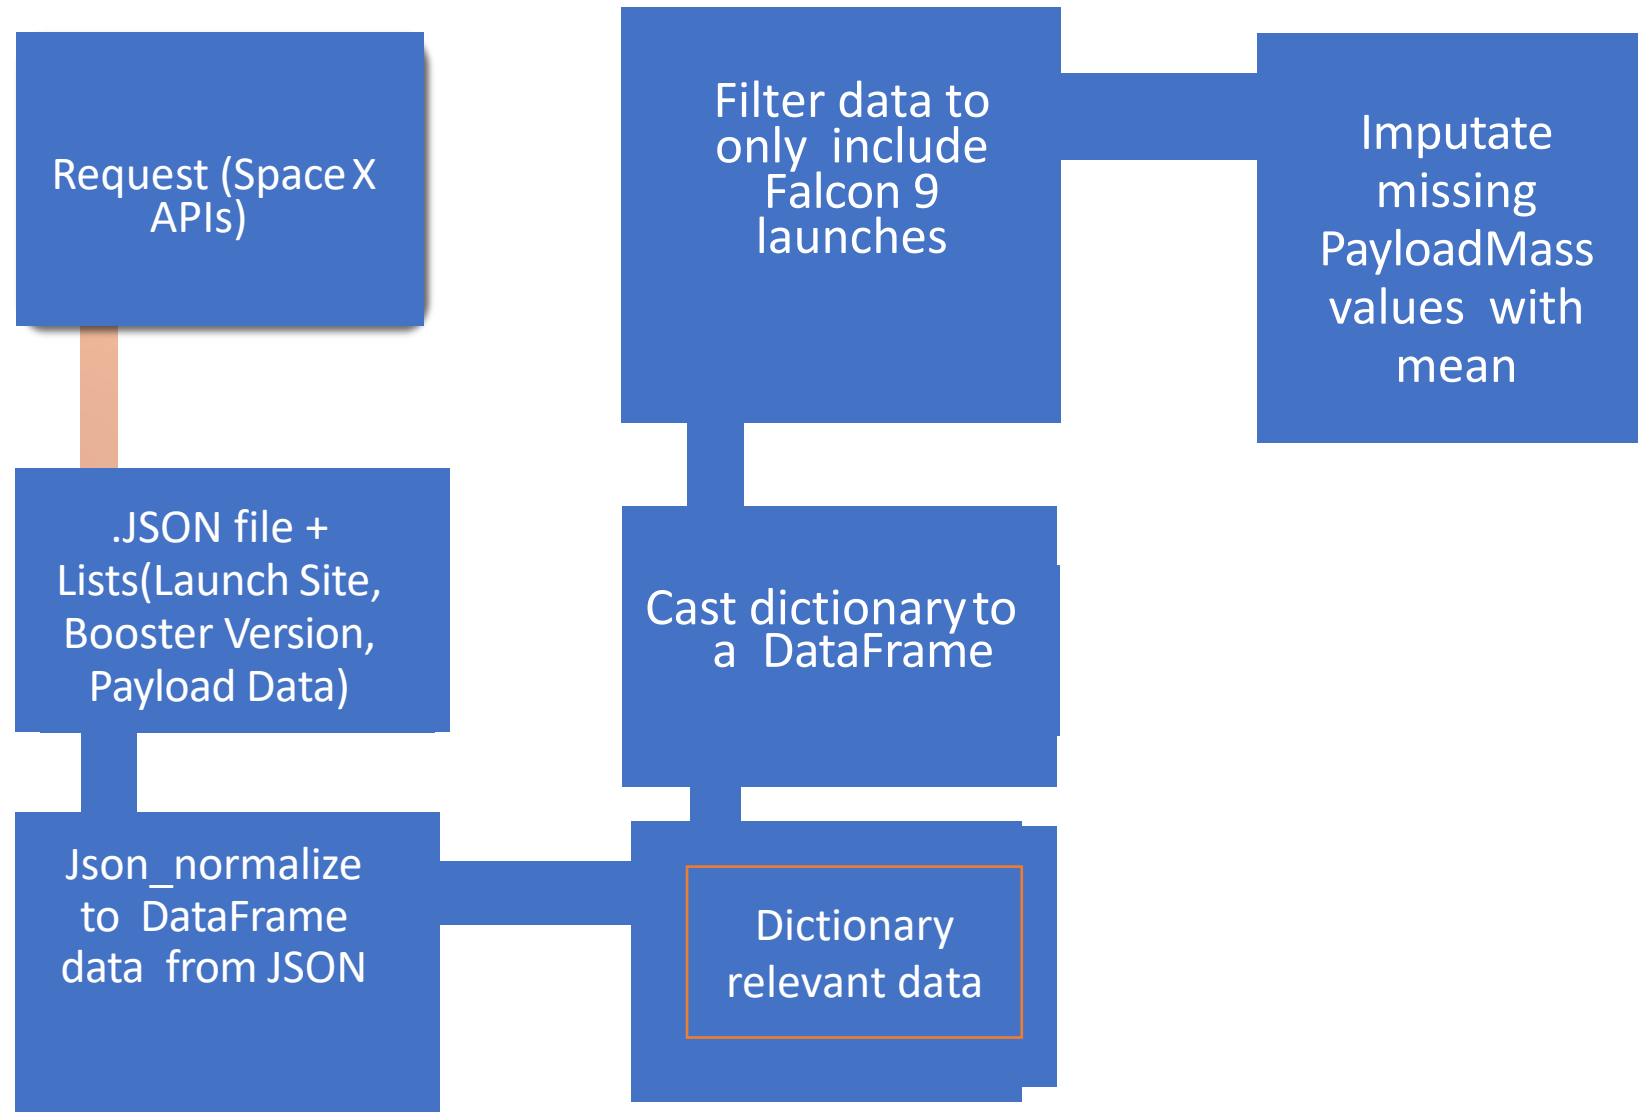 Request (Space X
APIs)
.JSON file +
Lists(Launch Site,
Booster Version,
Payload Data)
Json_normalize
to DataFrame
data from JSON
Dictionary
relevant data
Cast dictionary to
a DataFrame
Filter data to
only include
Falcon 9
launches
Imputate
missing
PayloadMass
values with
mean